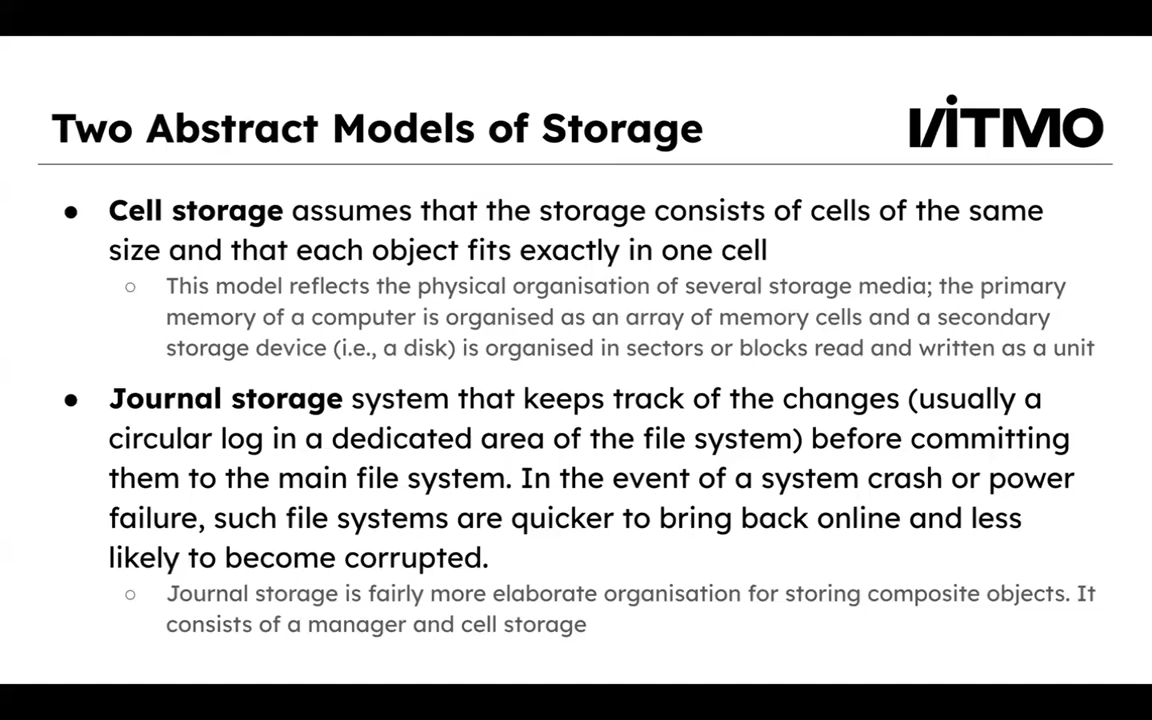 Two Abstract Models of Storage
ITMO
● Cell storage assumes that the storage consists of cells of the same
size and that each object fits exactly in one cell
○ This model reflects the physical organisation of several storage media; the primary
memory of a computer is organised as an array of memory cells and a secondary
storage device (i.e., a disk) is organised in sectors or blocks read and written as a unit
● Journal storage system that keeps track of the changes (usually a
circular log in a dedicated area of the file system) before committing
them to the main file system. In the event of a system crash or power
failure, such file systems are quicker to bring back online and less
likely to become corrupted.
○ Journal storage is fairly more elaborate organisation for storing composite objects. It
consists of a manager and cell storage